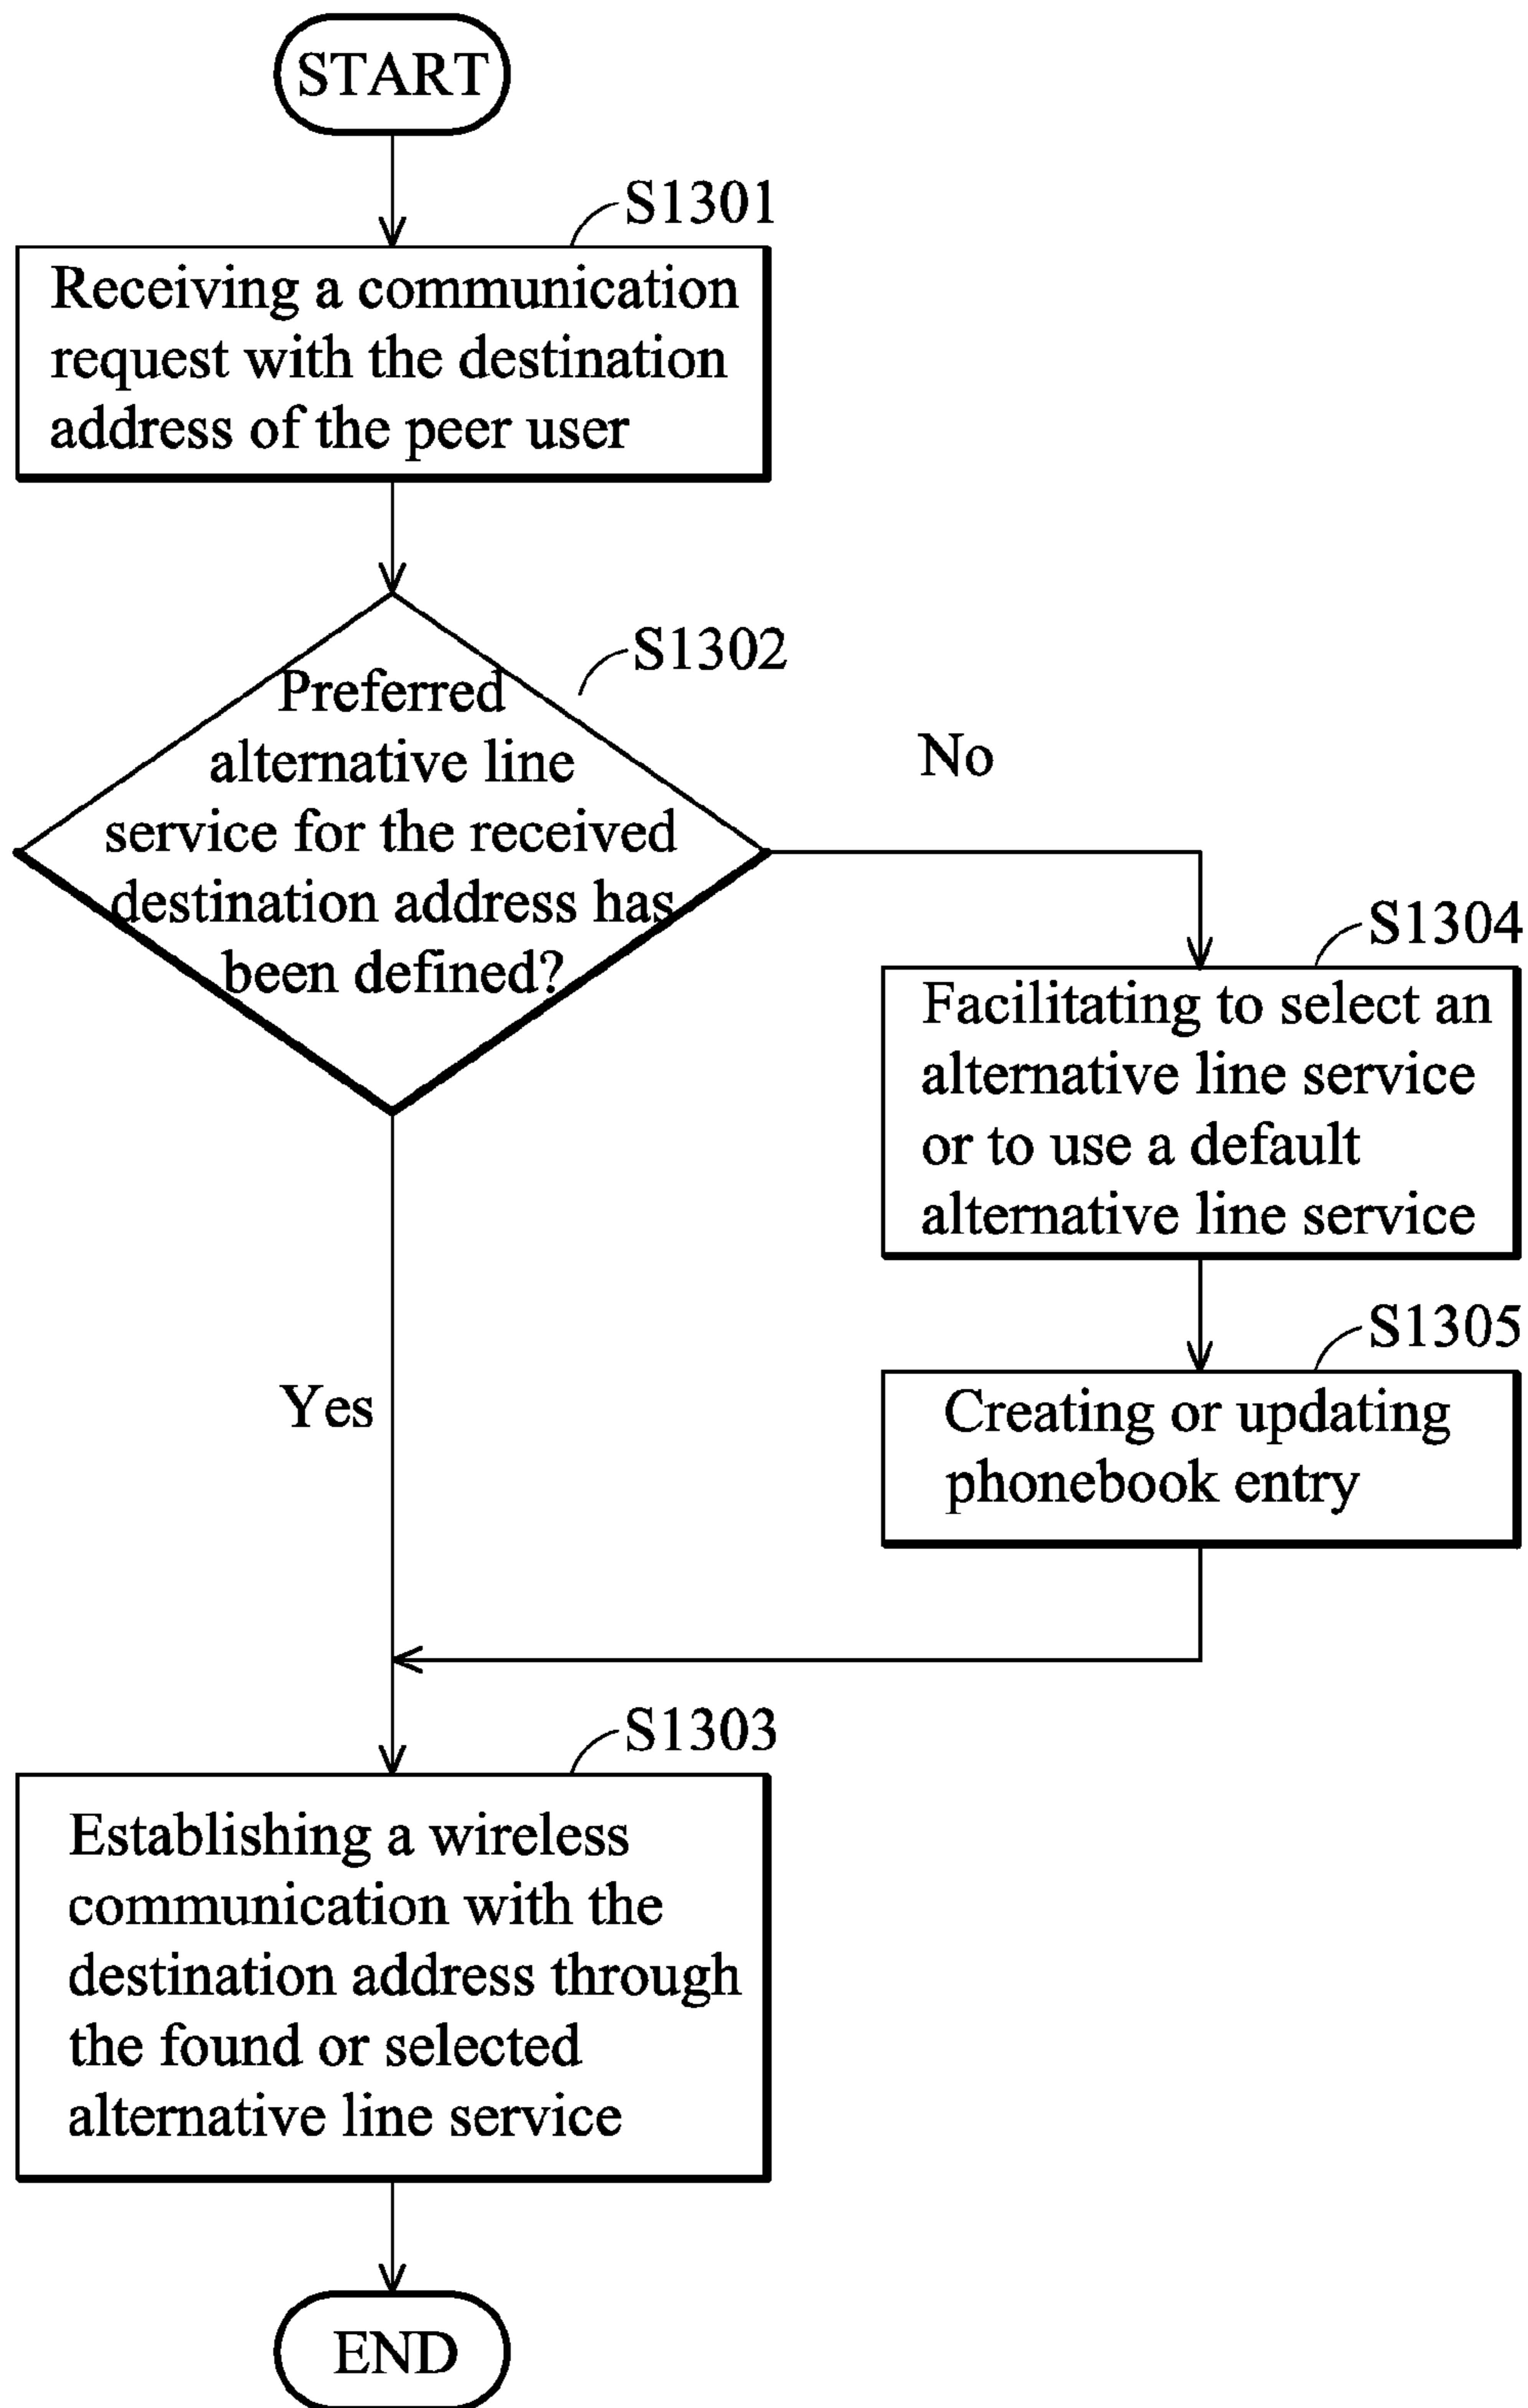 START
S1301
Receiving a communication
request with the destination
address of the peer user
S1302
Preferred
alternative line
service for the received
destination address has
been defined?
No
S1304
Facilitating to select an
alternative line service
or to use a default
alternative line service
S1305
Creating or updating
phonebook entry
Yes
S1303
Establishing a wireless
communication with the
destination address through
the found or selected
alternative line service
END